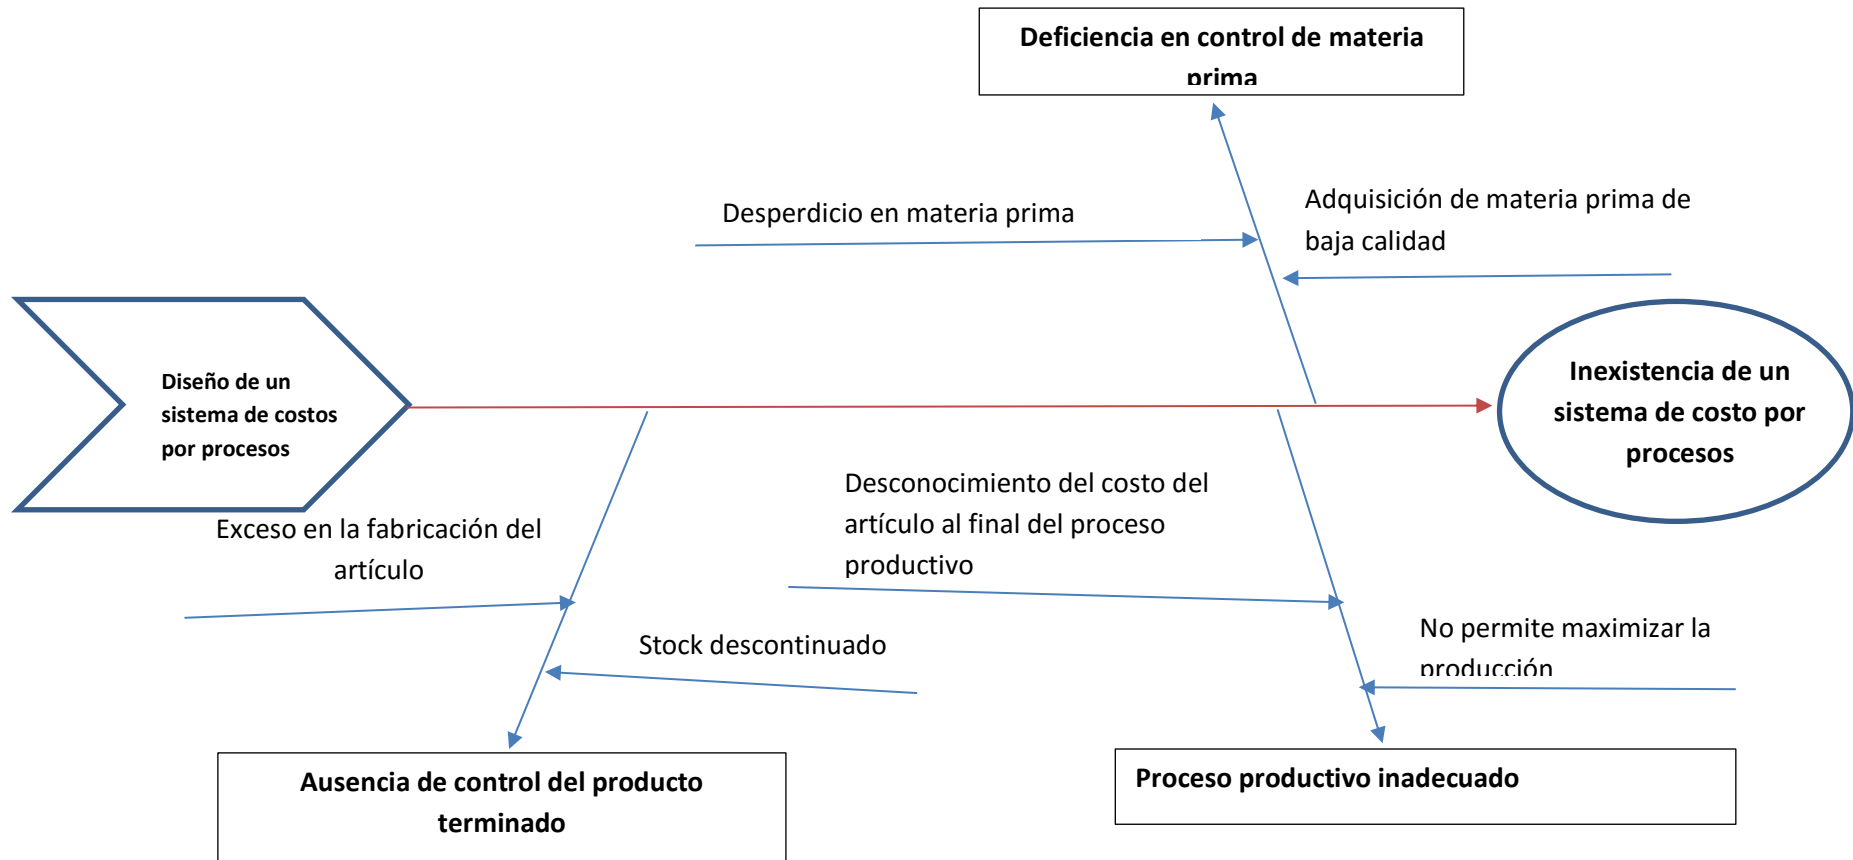 Deficiencia en control de materia
prima
Desperdicio en materia prima
Adquisición de materia prima de
baja calidad
Diseño de un
sistema de costos
por procesos
Inexistencia de un
sistema de costo por
procesos
Exceso en la fabricación del
artículo
Desconocimiento del costo del
artículo al final del proceso
productivo
Stock descontinuado
No permite maximizar la
producción
Ausencia de control del producto
terminado
Proceso productivo inadecuado